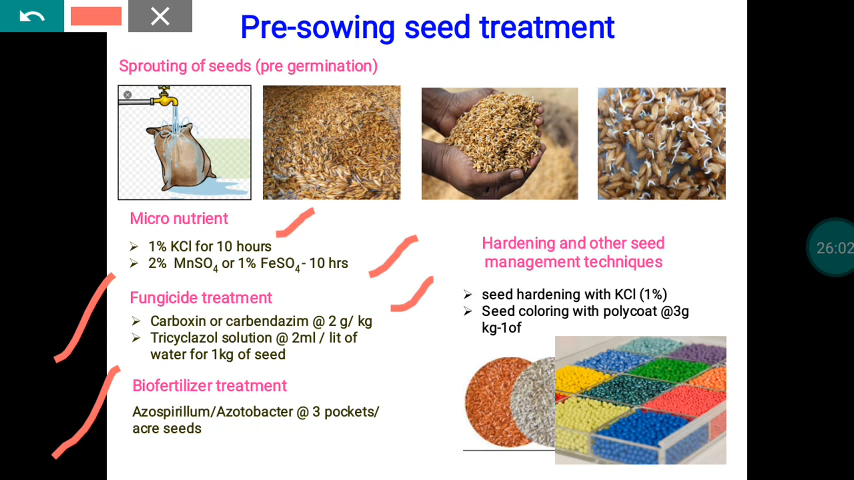 Pre-sowing seed treatment
Sprouting of seeds (pre germination)
Micro nutrient
➢ 1% KCl for 10 hours
➢ 2% MnSO4 or 1% FeSO4 - 10 hrs
Fungicide treatment
➢ Carboxin or carbendazim @ 2 g/ kg
➢ Tricyclazol solution @ 2ml / lit of
water for 1kg of seed
Biofertilizer treatment
Azospirillum/Azotobacter @ 3 pockets/
acre seeds
Hardening and other seed
management techniques
➢ seed hardening with KCl (1%)
➢ Seed coloring with polycoat @3g
kg-1of
26:02